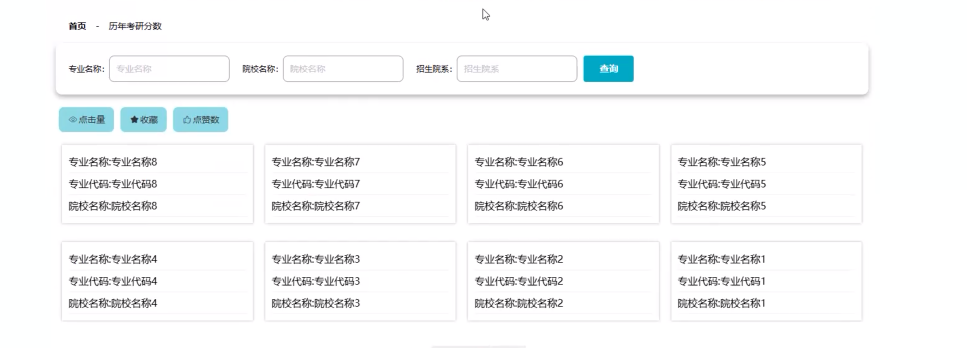 首页 - 历年考研分数
专业名称: 专业名称 院校名称: 院校名称 招生院系: 招生院系 查询
点击量 收藏 点赞数
专业名称:专业名称8 专业名称:专业名称7 专业名称:专业名称6 专业名称:专业名称5
专业代码:专业代码8 专业代码:专业代码7 专业代码:专业代码6 专业代码:专业代码5
院校名称:院校名称8 院校名称:院校名称7 院校名称:院校名称6 院校名称:院校名称5
专业名称:专业名称4 专业名称:专业名称3 专业名称:专业名称2 专业名称:专业名称1
专业代码:专业代码4 专业代码:专业代码3 专业代码:专业代码2 专业代码:专业代码1
院校名称:院校名称4 院校名称:院校名称3 院校名称:院校名称2 院校名称:院校名称1